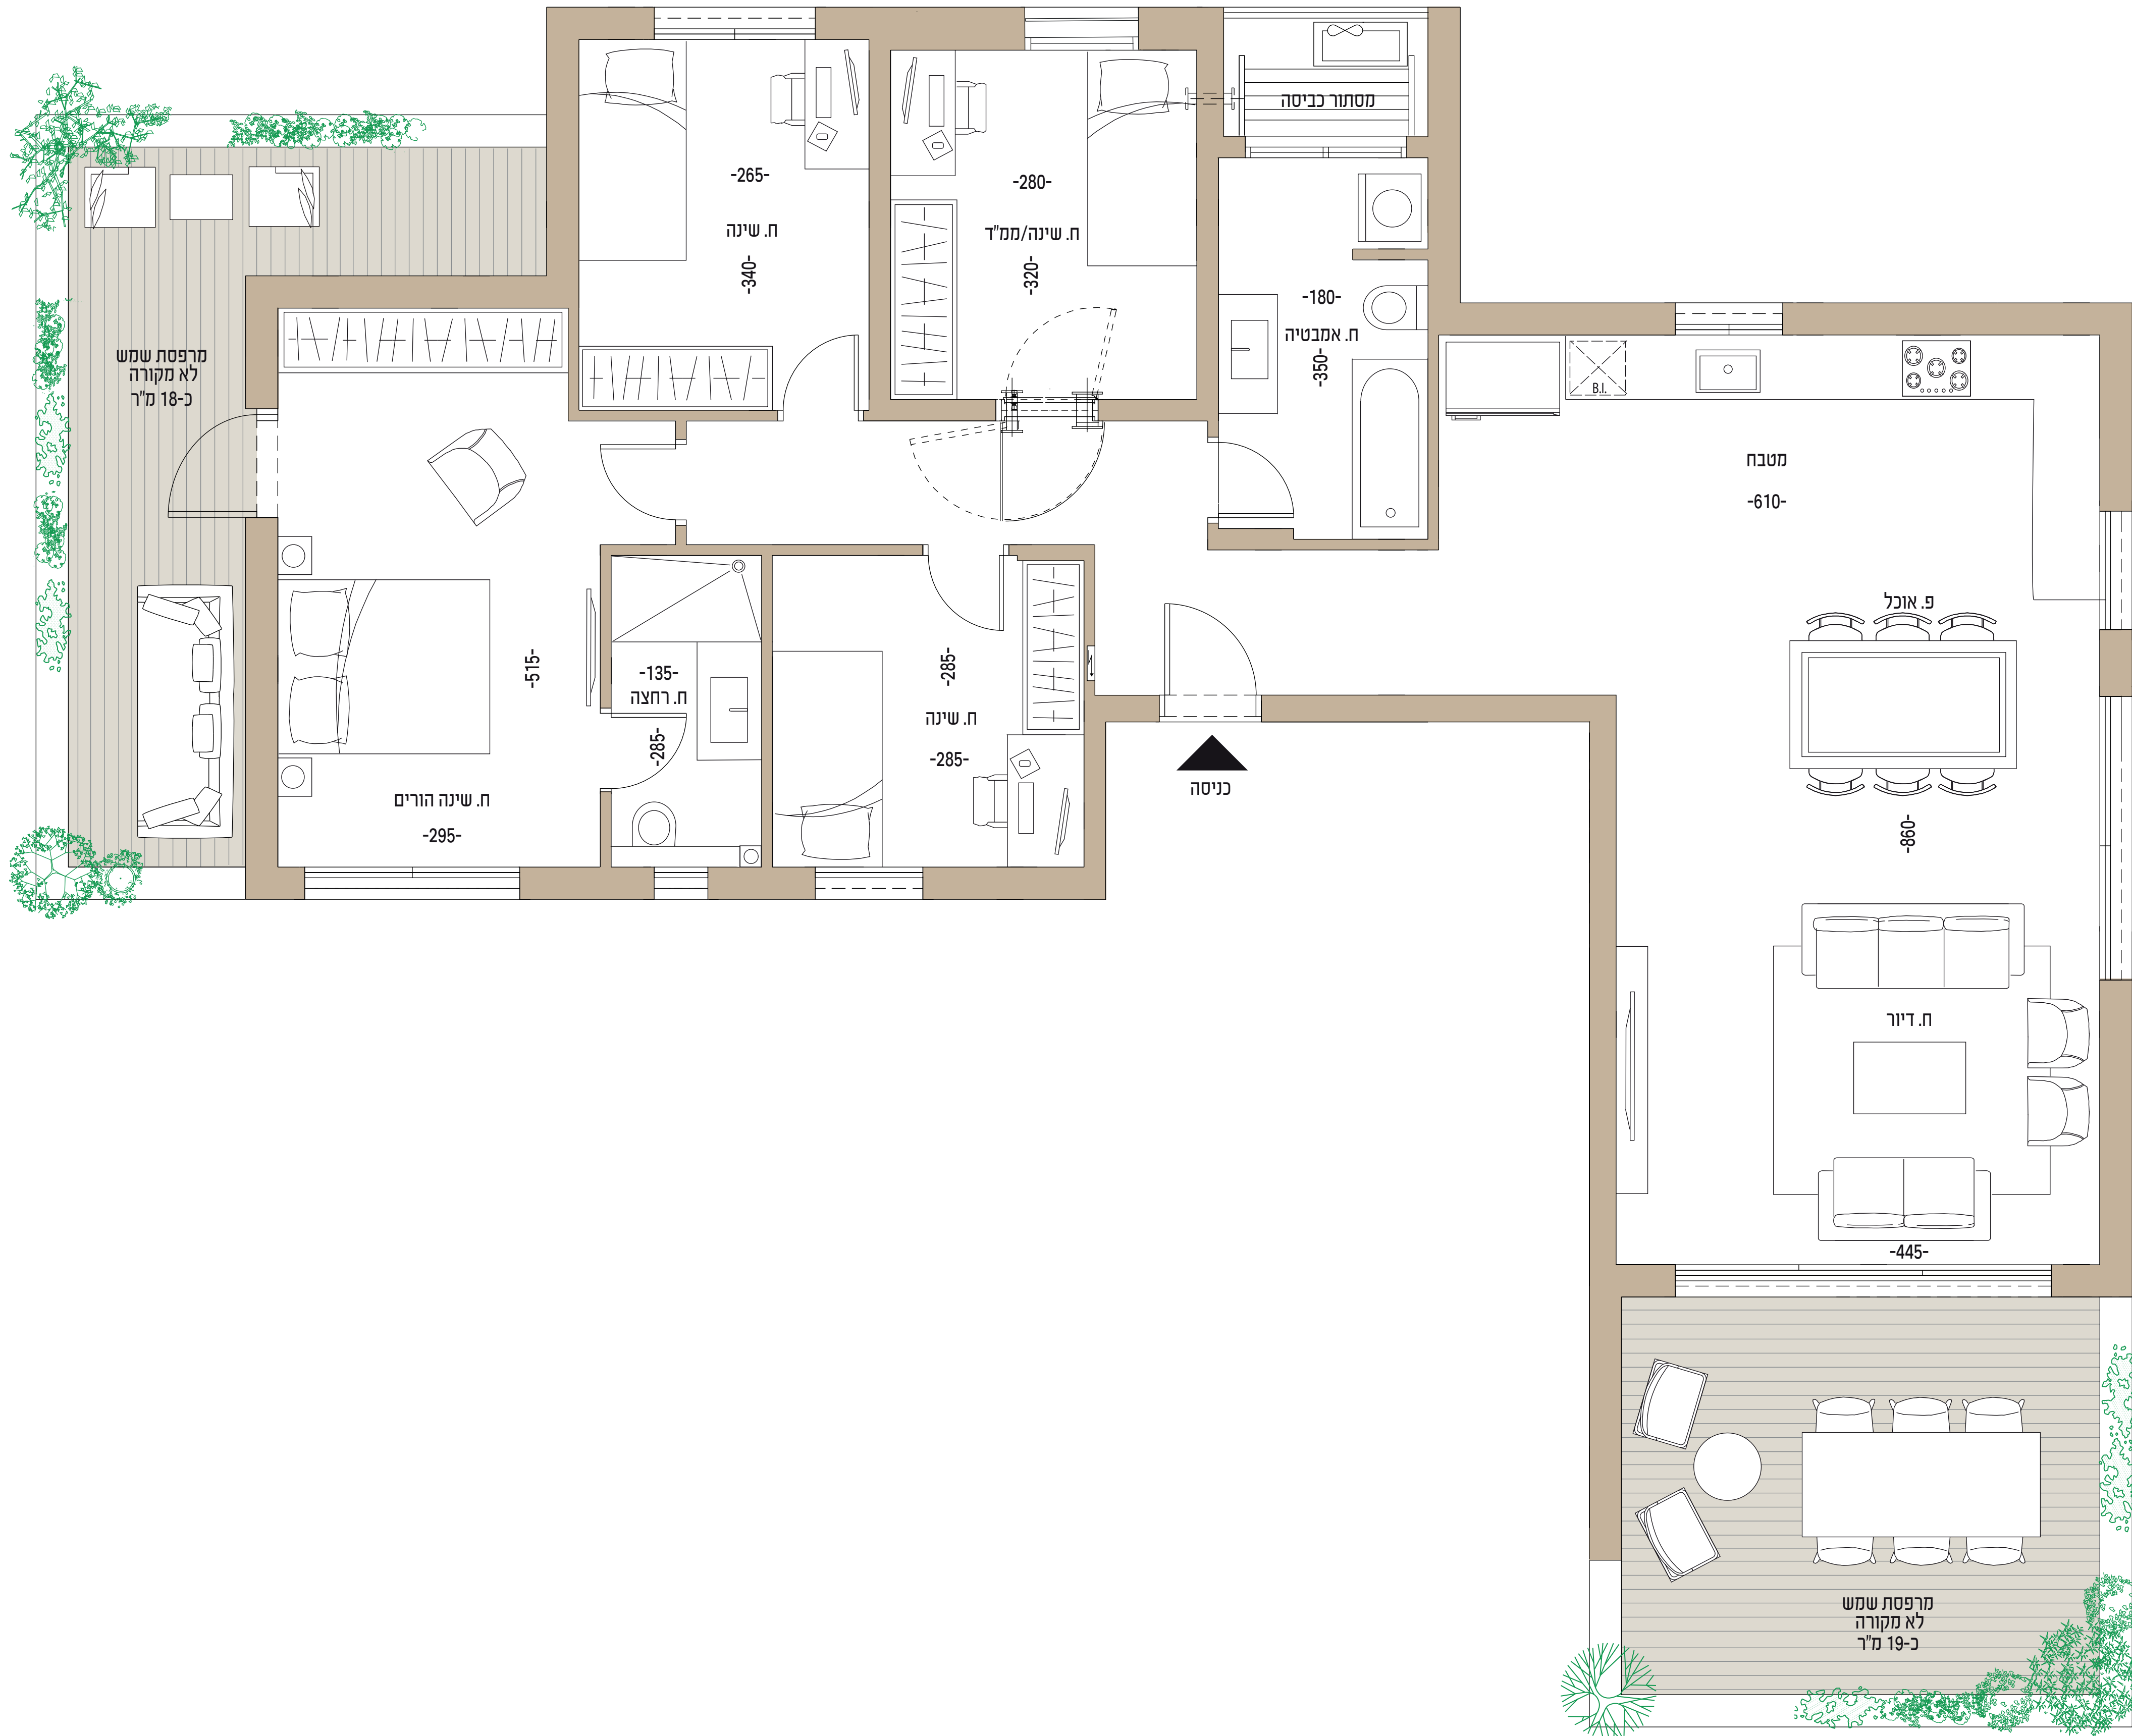 מסתור כביסה
-265-
ח. שינה
-340-
-280-
ח. שינה/ממ"ד
-320-
-180-
ח. אמבטיה
-350-
מרפסת שמש
לא מקורה
כ-18 מ"ר
B.I.
מטבח
-610-
פ. אוכל
-860-
-515-
ח. שינה הורים
-295-
-135-
ח. רחצה
-285-
-285-
ח. שינה
-285-
כניסה
ח. דיור
-445-
מרפסת שמש
לא מקורה
כ-19 מ"ר